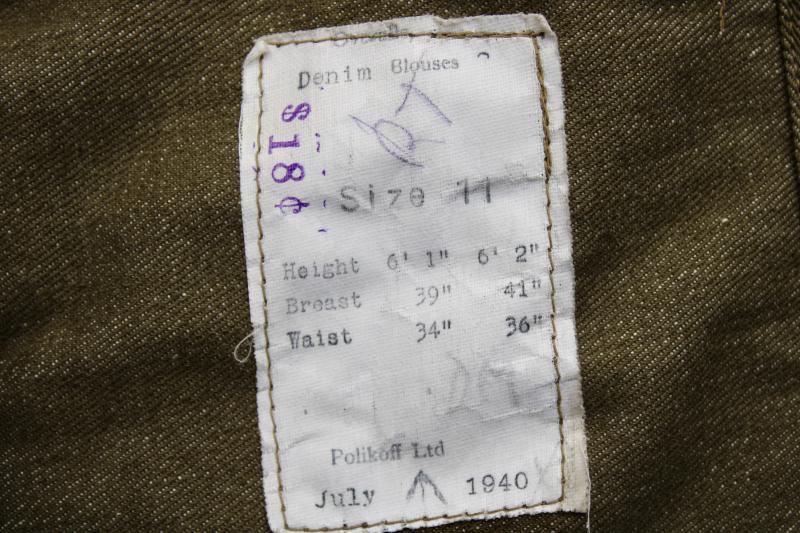 Denim Blouses
Size 11
Height 6' 1" 6' 2"
Breast 39" 41"
Waist 34" 36"
Polikoff Ltd
July 1940